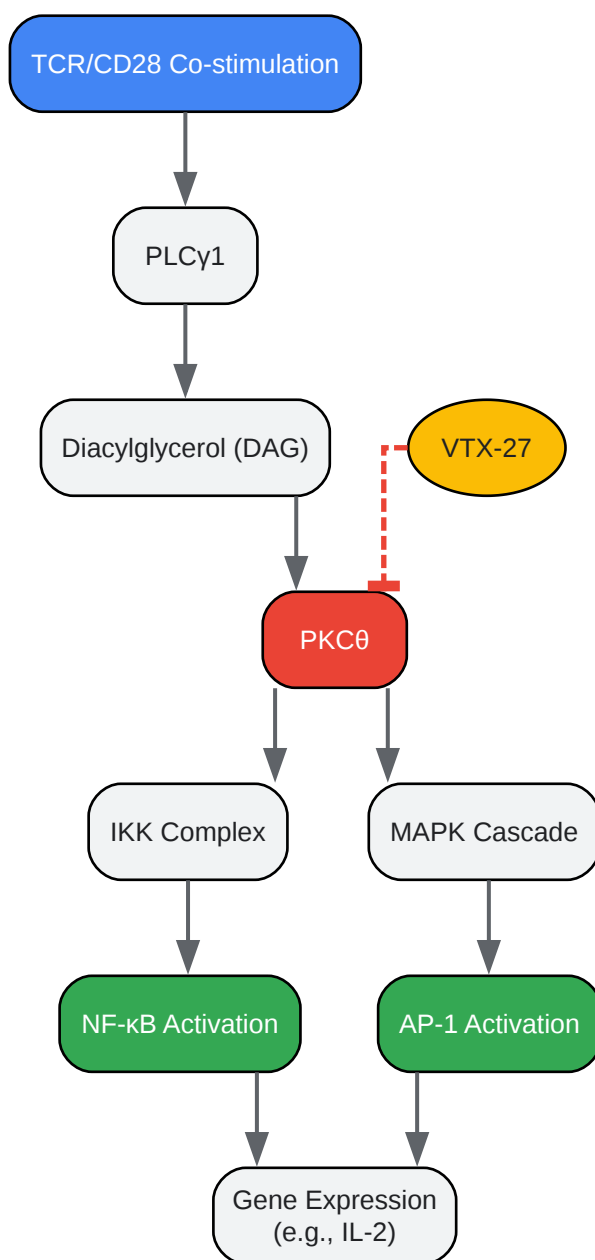 TCR/CD28 Co-stimulation
PLCγ1
Diacylglycerol (DAG)
VTX-27
PKCθ
IKK Complex
MAPK Cascade
NF-κB Activation
AP-1 Activation
Gene Expression
(e.g., IL-2)